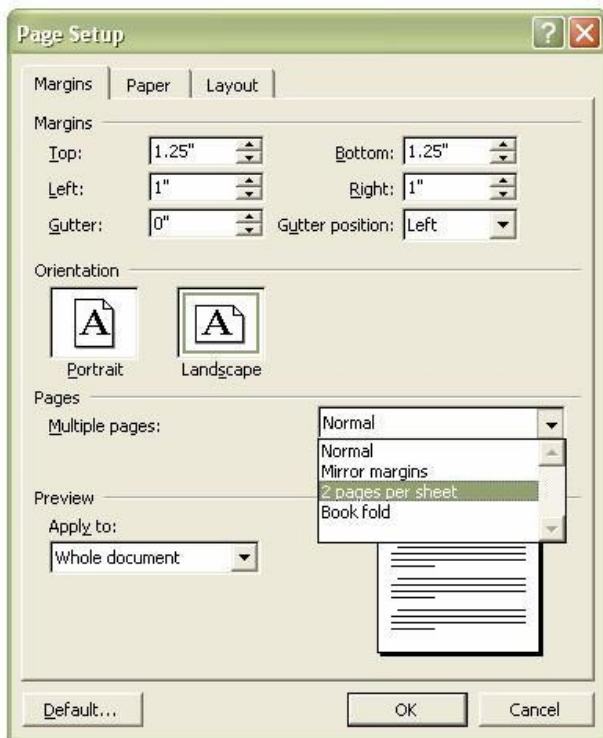 Page Setup
Margins Paper Layout
Margins
Top: 1.25" Bottom: 1.25"
Left: 1" Right: 1"
Gutter: 0" Gutter position: Left
Orientation
A A
Portrait Landscape
Pages
Multiple pages: Normal
Normal
Mirror margins
2 pages per sheet
Book fold
Preview
Apply to:
Whole document
Default... OK Cancel